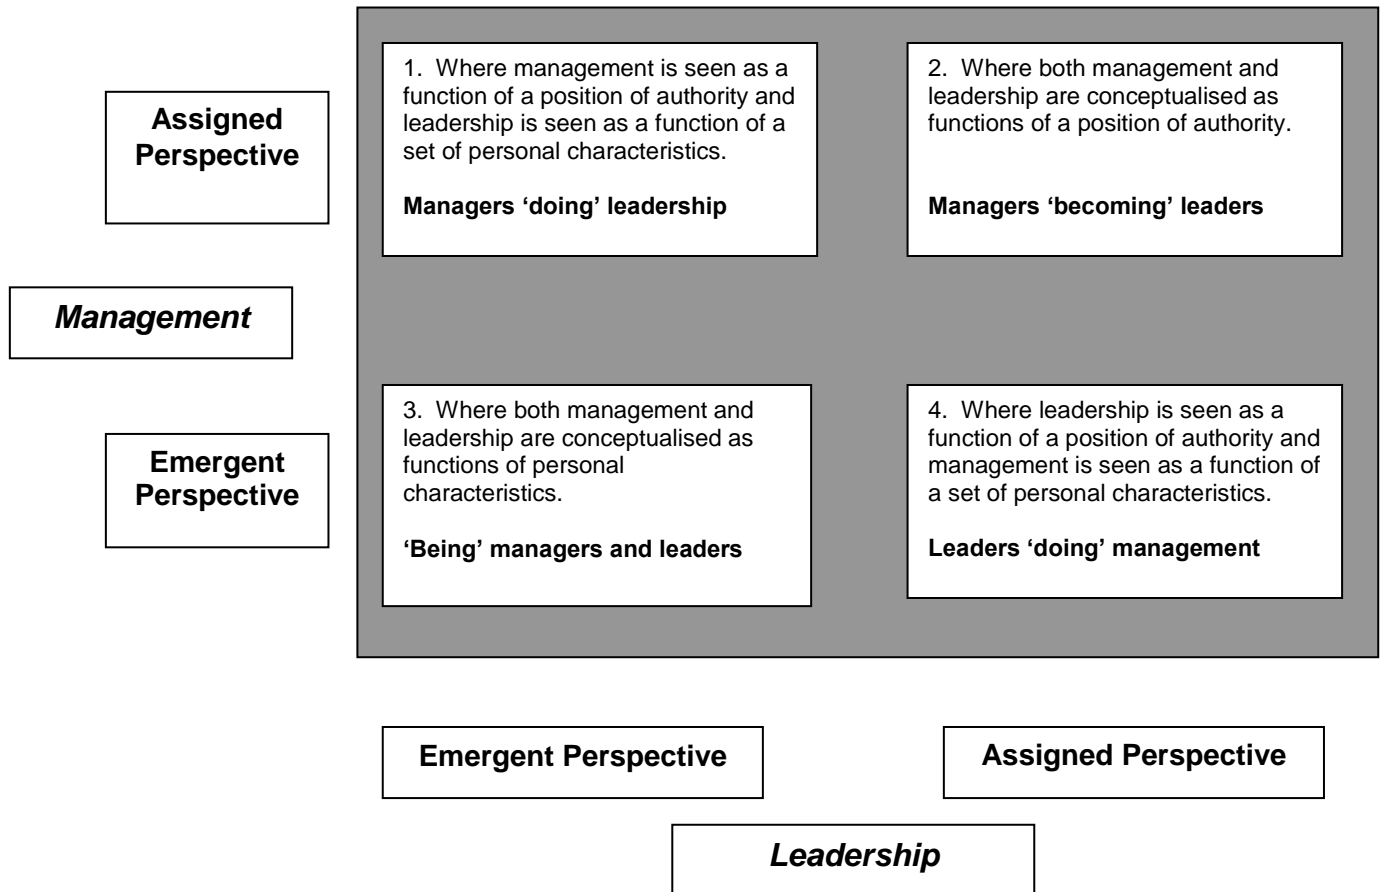 1.  Where management is seen as a
function of a position of authority and
leadership is seen as a function of a
set of personal characteristics.
Managers ‘doing’ leadership
2.  Where both management and
leadership are conceptualised as
functions of a position of authority.
Managers ‘becoming’ leaders
Assigned
Perspective
Management
Emergent
Perspective
3.  Where both management and
leadership are conceptualised as
functions of personal
characteristics.
‘Being’ managers and leaders
4.  Where leadership is seen as a
function of a position of authority and
management is seen as a function of
a set of personal characteristics.
Leaders ‘doing’ management
Emergent Perspective
Assigned Perspective
Leadership